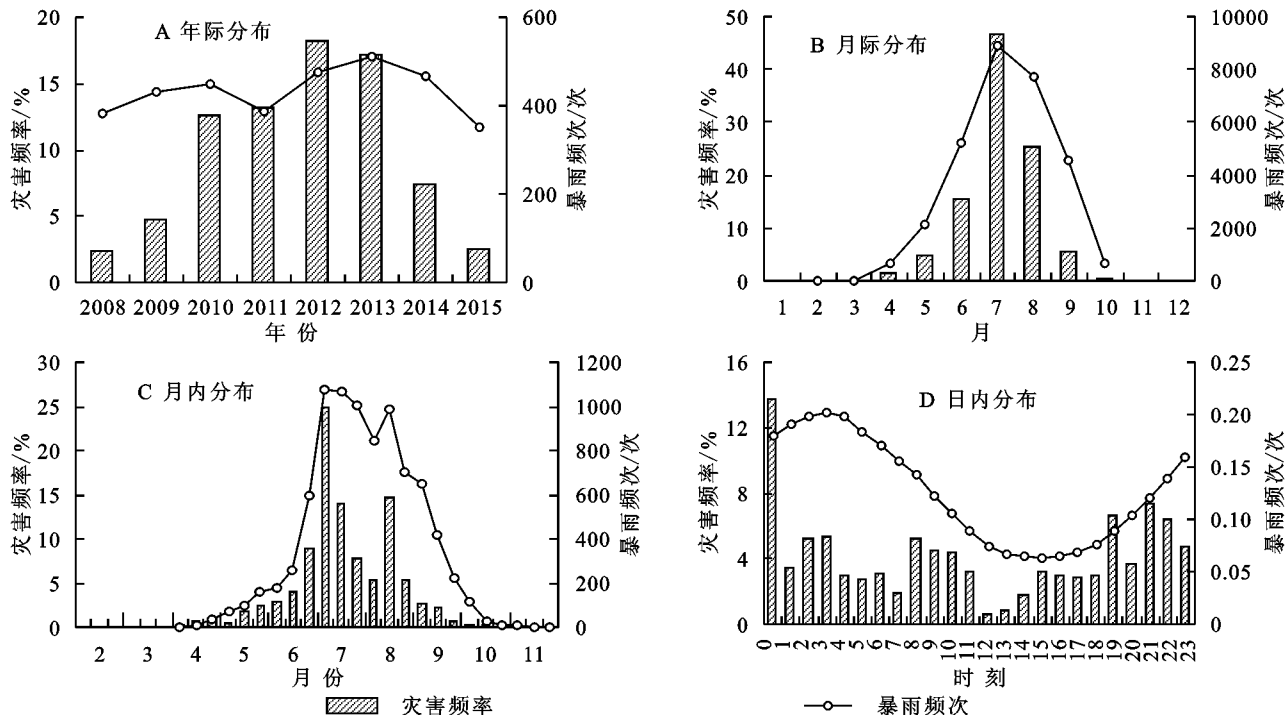 A 年际分布
20
15
10
5
0
灾害频率/%
600
400
200
0
暴雨频次/次
2008 2009 2010 2011 2012 2013 2014 2015
年 份
B 月际分布
50
40
30
20
10
0
灾害频率/%
10000
8000
6000
4000
2000
0
暴雨频次/次
1 2 3 4 5 6 7 8 9 10 11 12
月
C 月内分布
30
25
20
15
10
5
0
灾害频率/%
1200
1000
800
600
400
200
0
暴雨频次/次
2 3 4 5 6 7 8 9 10 11
月 份
D 日内分布
16
12
8
4
0
灾害频率/%
0.25
0.20
0.15
0.10
0.05
0
暴雨频次/次
0 1 2 3 4 5 6 7 8 9 10 11 12 13 14 15 16 17 18 19 20 21 22 23
时 刻
灾害频率
暴雨频次